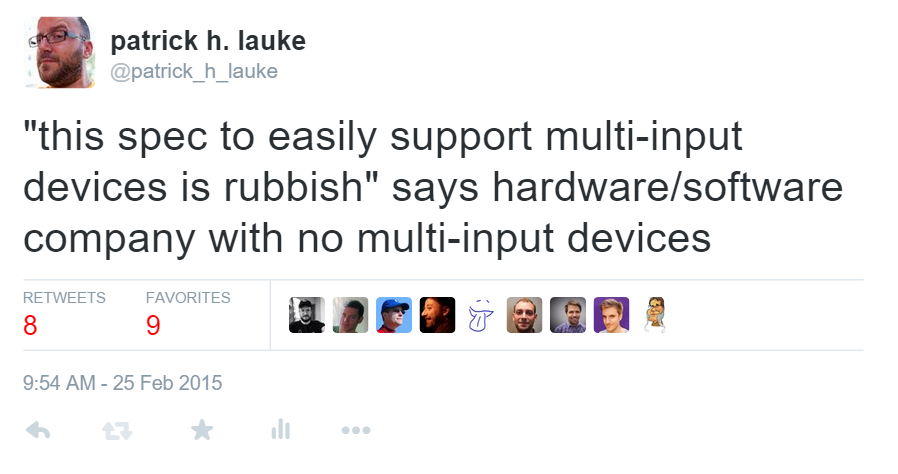 patrick h. lauke
@patrick_h_lauke
"this spec to easily support multi-input
devices is rubbish" says hardware/software
company with no multi-input devices
RETWEETS FAVORITES
8 9
9:54 AM - 25 Feb 2015